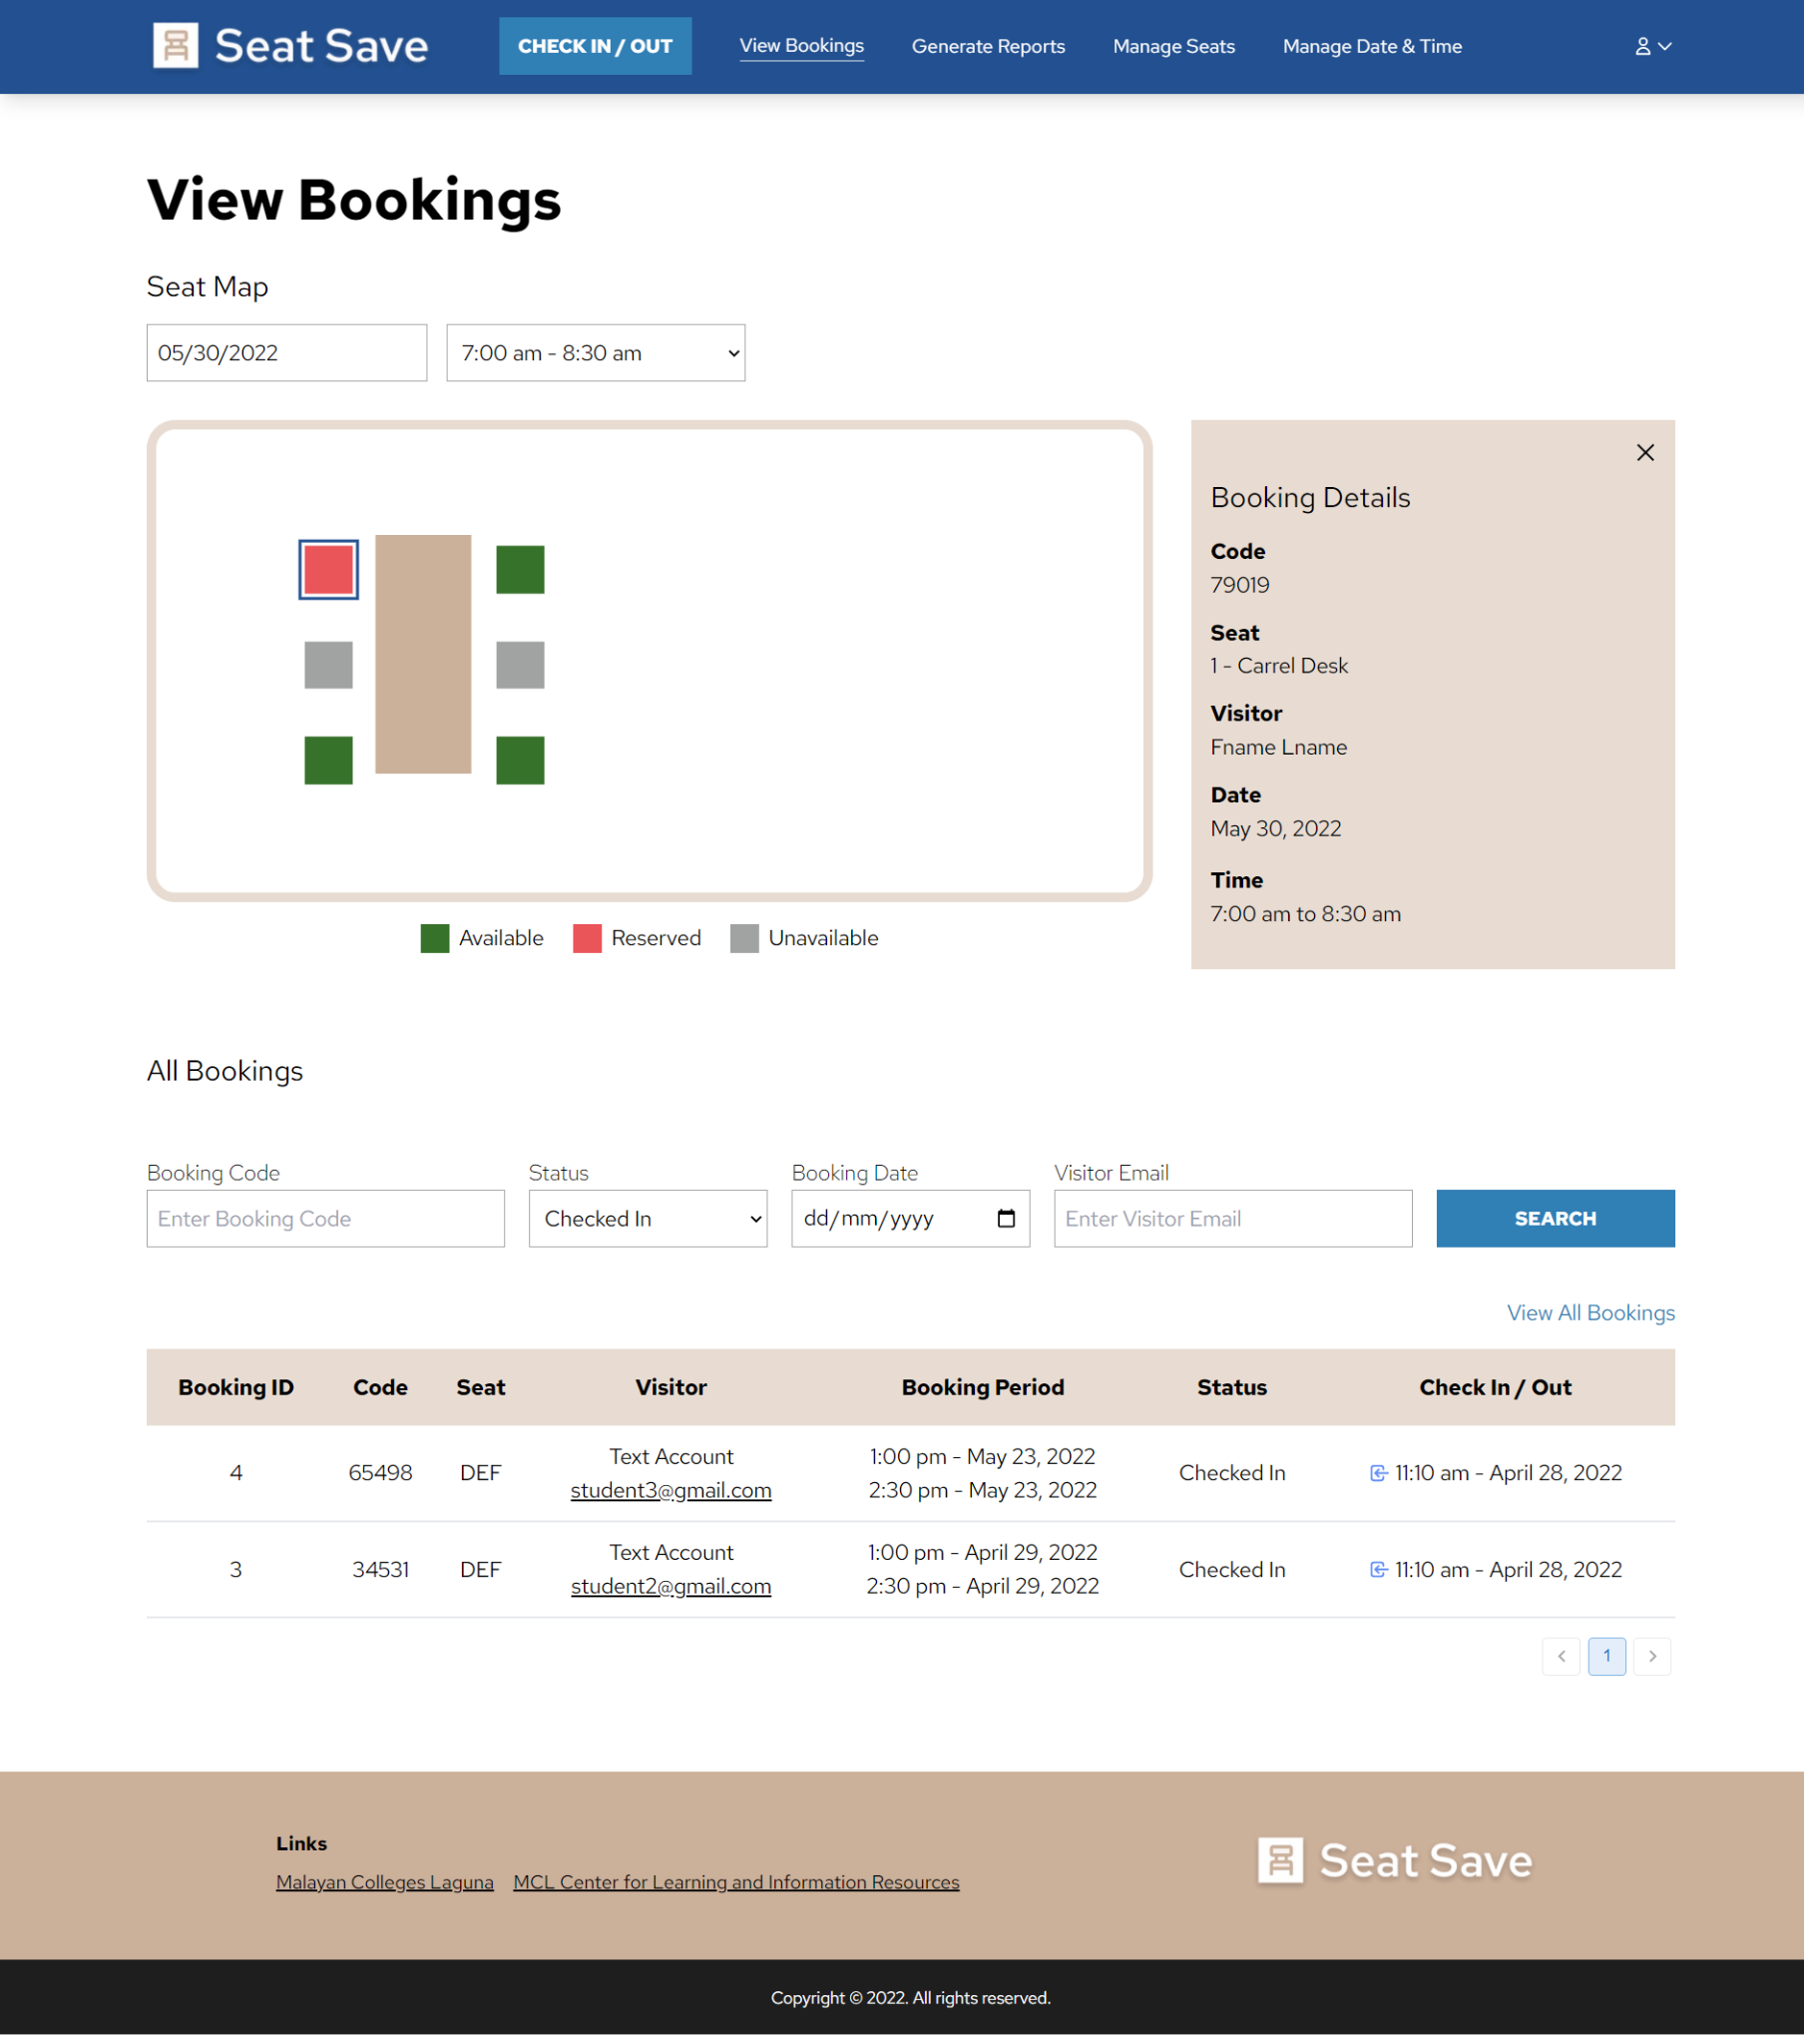 Seat Save
CHECK IN / OUT
View Bookings
Generate Reports
Manage Seats
Manage Date & Time
View Bookings
Seat Map
05/30/2022
7:00 am - 8:30 am
Available
Reserved
Unavailable
Booking Details
Code
79019
Seat
1 - Carrel Desk
Visitor
Fname Lname
Date
May 30, 2022
Time
7:00 am to 8:30 am
All Bookings
Booking Code
Enter Booking Code
Status
Checked In
Booking Date
dd/mm/yyyy
Visitor Email
Enter Visitor Email
SEARCH
View All Bookings
Booking ID Code Seat Visitor Booking Period Status Check In / Out
4 65498 DEF
Text Account
student3@gmail.com
1:00 pm - May 23, 2022
2:30 pm - May 23, 2022
Checked In
11:10 am - April 28, 2022
3 34531 DEF
Text Account
student2@gmail.com
1:00 pm - April 29, 2022
2:30 pm - April 29, 2022
Checked In
11:10 am - April 28, 2022
1
Links
Malayan Colleges Laguna
MCL Center for Learning and Information Resources
Seat Save
Copyright © 2022. All rights reserved.